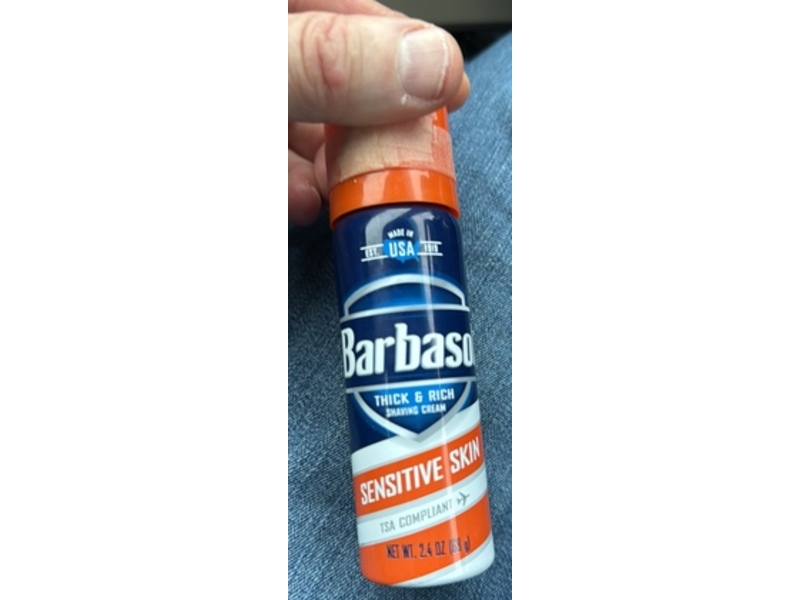 MADE IN
EST. USA 1919
Barbaso
THICK & RICH
SHAVING CREAM
SENSITIVE SKIN
TSA COMPLIANT
NET WT. 2.4 OZ (68 g)